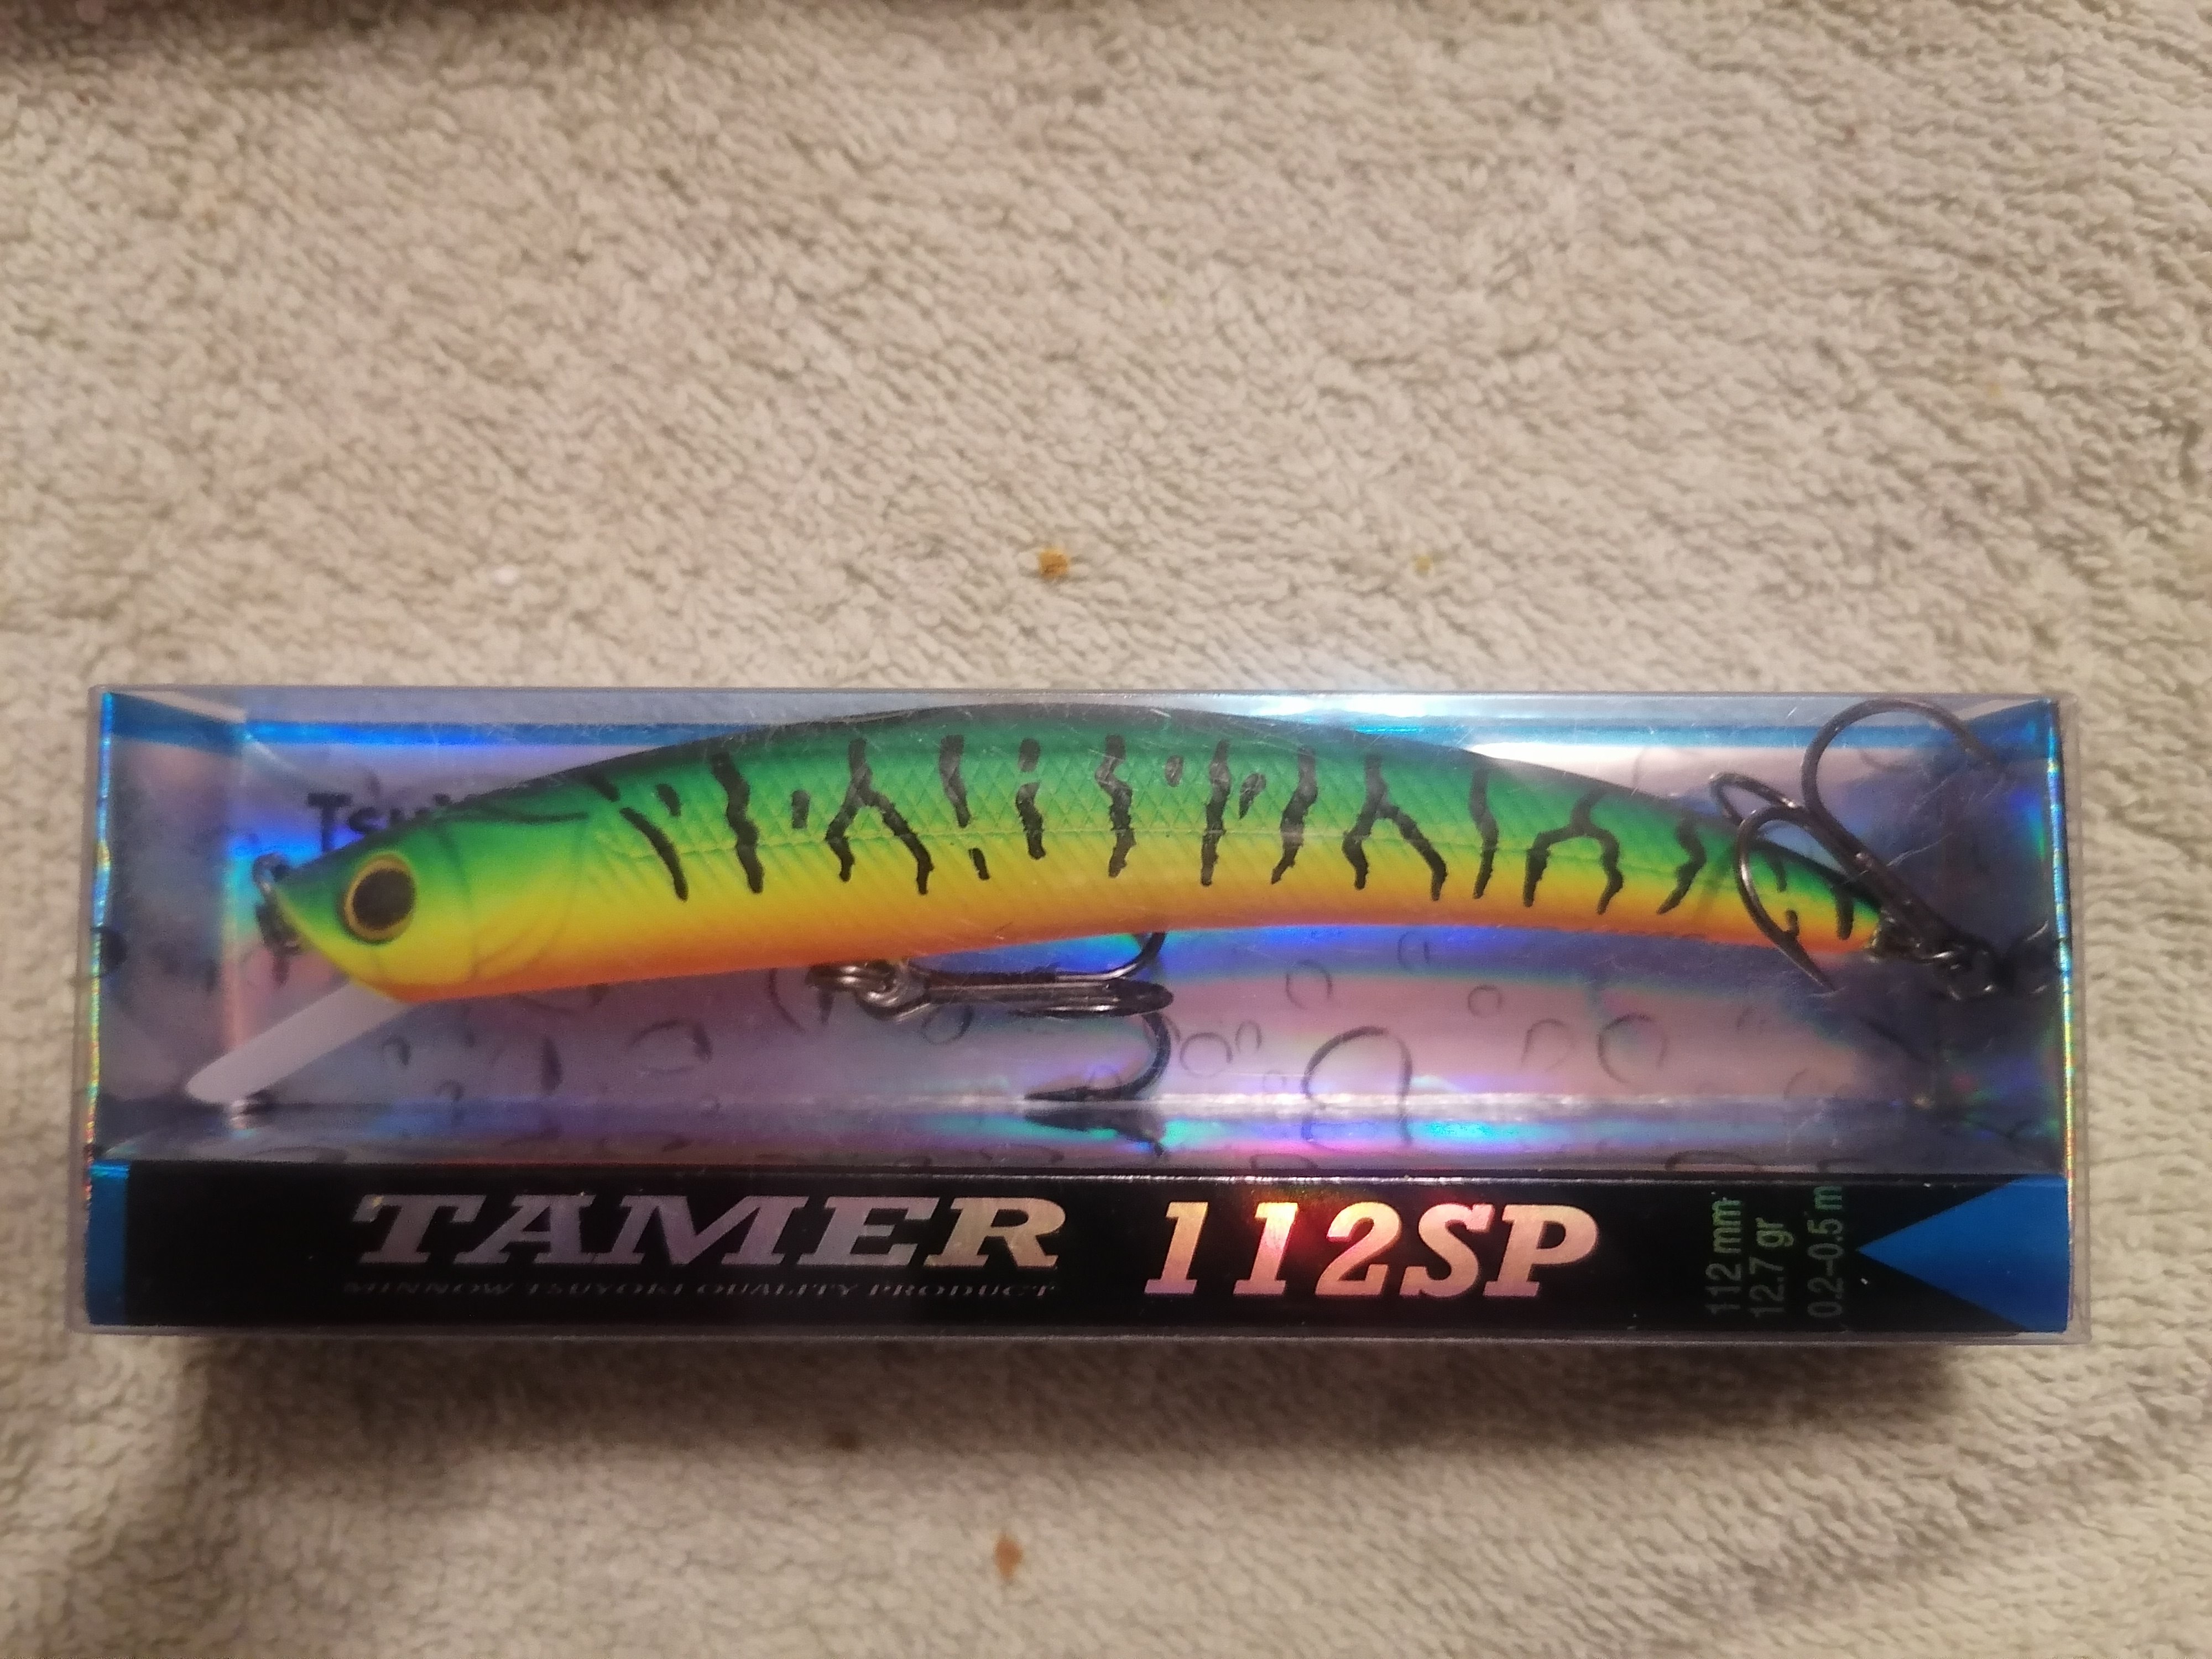 TAMER 112SP
MINNOW TSUYOKI QUALITY PRODUCT
112 mm
12.7 gr
0.2-0.5 m